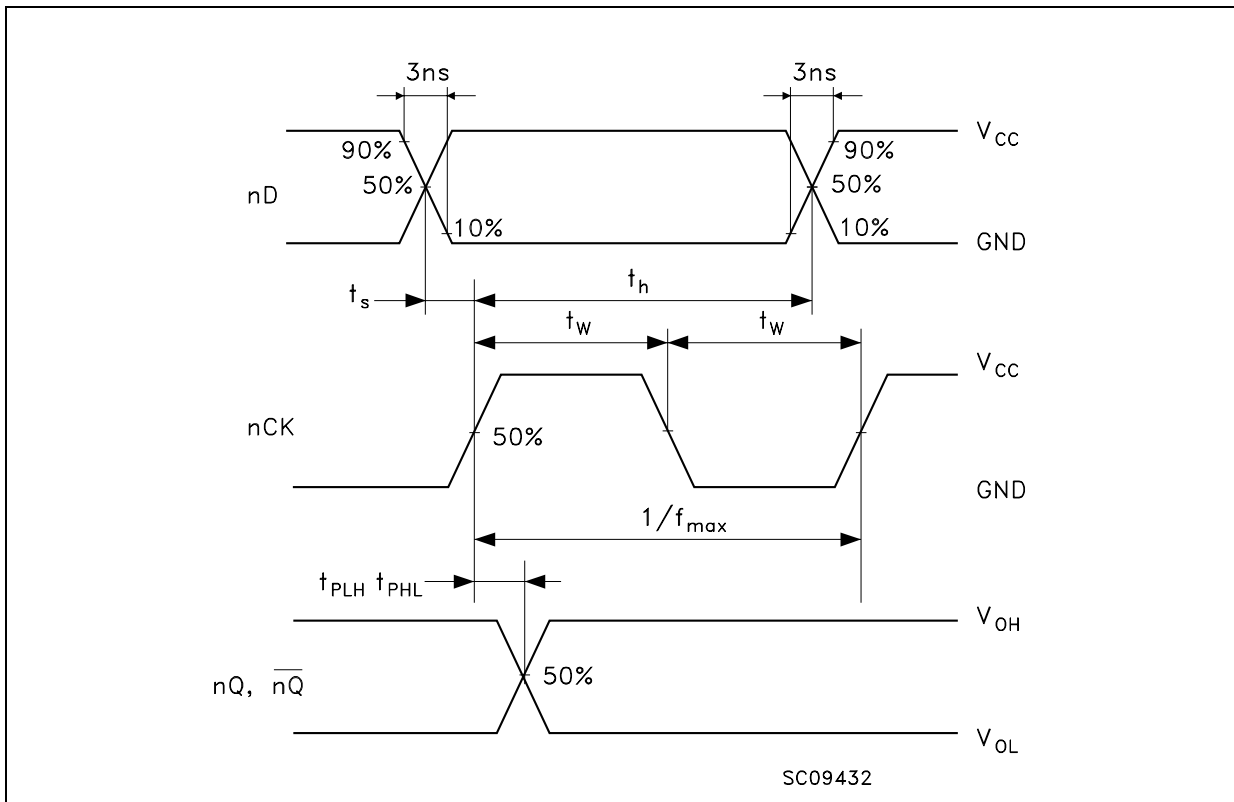 3ns 3ns
V_CC
90% 90%
nD 50% 50%
10% 10%
GND
t_s t_h
t_W t_W
V_CC
nCK 50%
GND
1/f_max
t_PLH t_PHL
V_OH
nQ, n̅Q̅ 50%
V_OL
SC09432